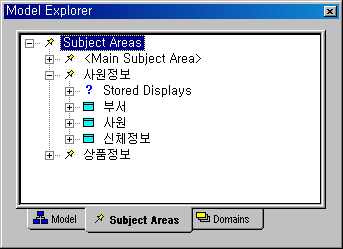 Model Explorer
Subject Areas
<Main Subject Area>
사원정보
? Stored Displays
부서
사원
신체정보
상품정보
Model Subject Areas Domains